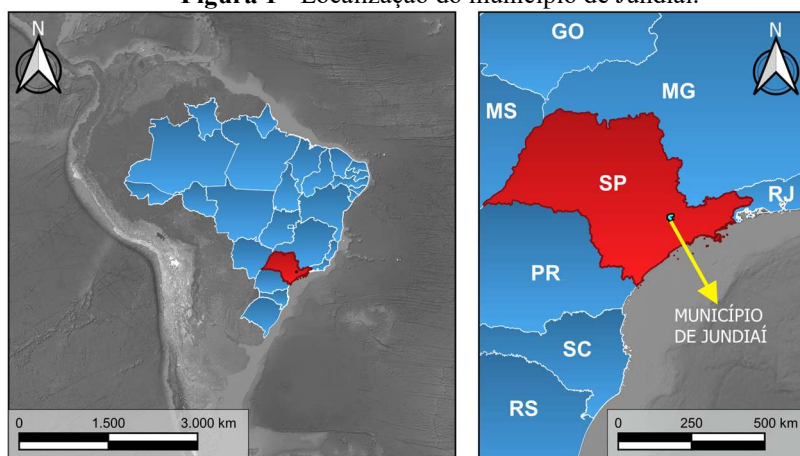 Figura 1 - Localização do município de Jundiaí.
N
0 1.500 3.000 km
N
GO
MG
MS
SP
RJ
PR
MUNICÍPIO
DE JUNDIAÍ
SC
RS
0 250 500 km